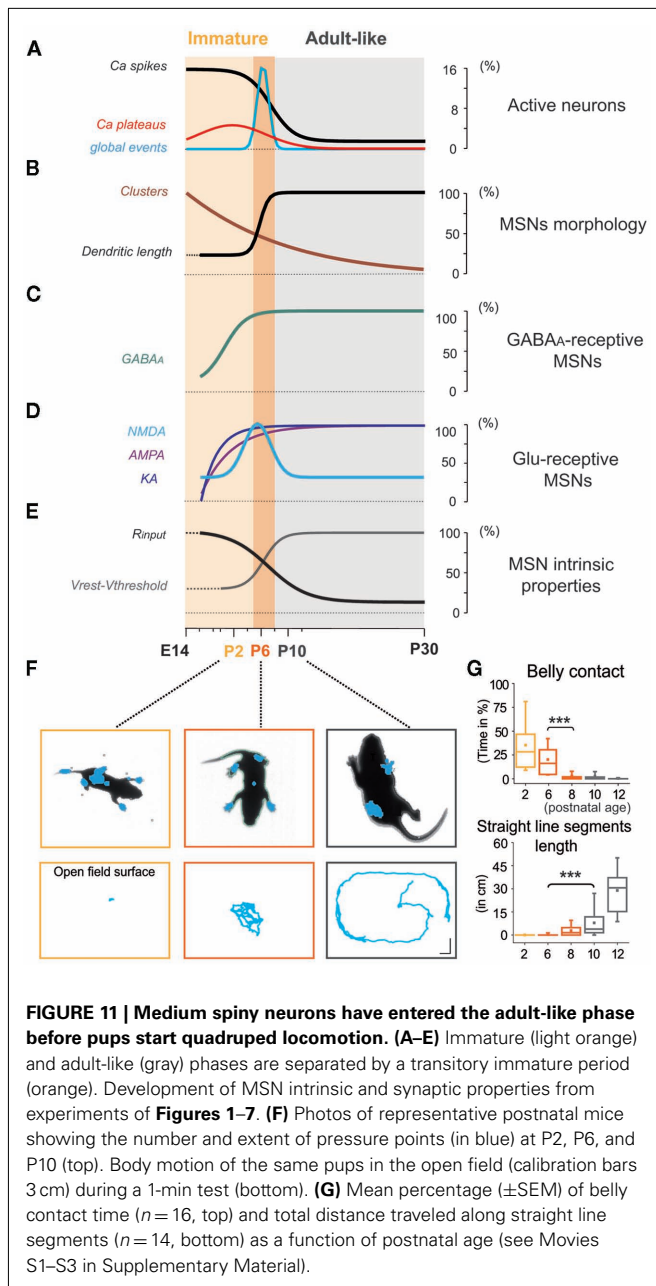 Immature Adult-like
A
Ca spikes
Ca plateaus
global events
16
8
0
(%)
Active neurons
B
Clusters
Dendritic length
(%)
100
50
0
MSNs morphology
C
GABAA
(%)
100
50
0
GABAA-receptive
MSNs
D
NMDA
AMPA
KA
(%)
100
50
0
Glu-receptive
MSNs
E
Rinput
Vrest-Vthreshold
(%)
100
50
0
MSN intrinsic
properties
E14 P2 P6 P10 P30
F
Open field surface
G
Belly contact
(Time in %)
100
75
50
25
0
***
2 6 8 10 12
(postnatal age)
Straight line segments
length
(in cm)
60
45
30
15
0
***
2 6 8 10 12
FIGURE 11 | Medium spiny neurons have entered the adult-like phase
before pups start quadruped locomotion. (A–E) Immature (light orange)
and adult-like (gray) phases are separated by a transitory immature period
(orange). Development of MSN intrinsic and synaptic properties from
experiments of Figures 1–7. (F) Photos of representative postnatal mice
showing the number and extent of pressure points (in blue) at P2, P6, and
P10 (top). Body motion of the same pups in the open field (calibration bars
3 cm) during a 1-min test (bottom). (G) Mean percentage (±SEM) of belly
contact time (n = 16, top) and total distance traveled along straight line
segments (n = 14, bottom) as a function of postnatal age (see Movies
S1–S3 in Supplementary Material).